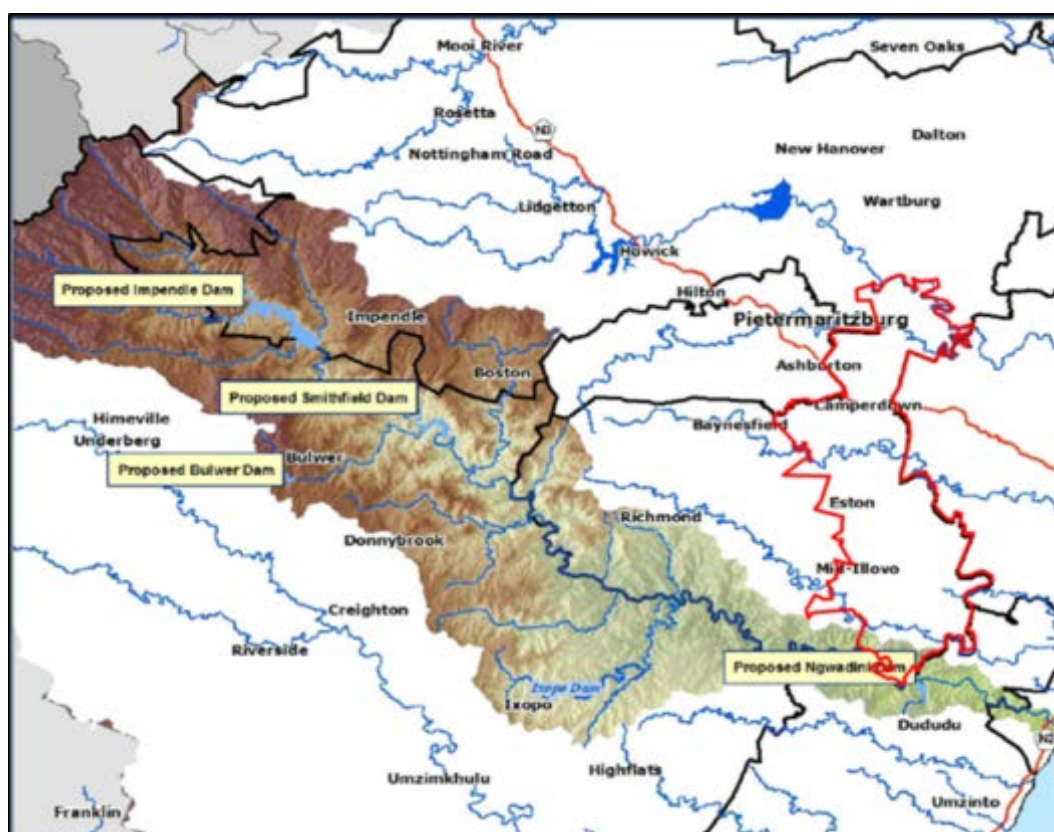 Mooi River
Seven Oaks
Rosetta
N3
Dalton
Nottingham Road
New Hanover
Lidgetton
Wartburg
Howick
Proposed Impendle Dam
Hilton
Impendle
Pietermaritzburg
Ashburton
Boston
Proposed Smithfield Dam
Himeville
Camperdown
Underberg
Baynesfield
Bulwer
Proposed Bulwer Dam
Eston
Richmond
Donnybrook
Mid-Illovo
Creighton
Riverside
Proposed Ngwadini Dam
Ixopo Dam
Ixopo
Dududu
N2
Highflats
Umzimkhulu
Umzinto
Franklin